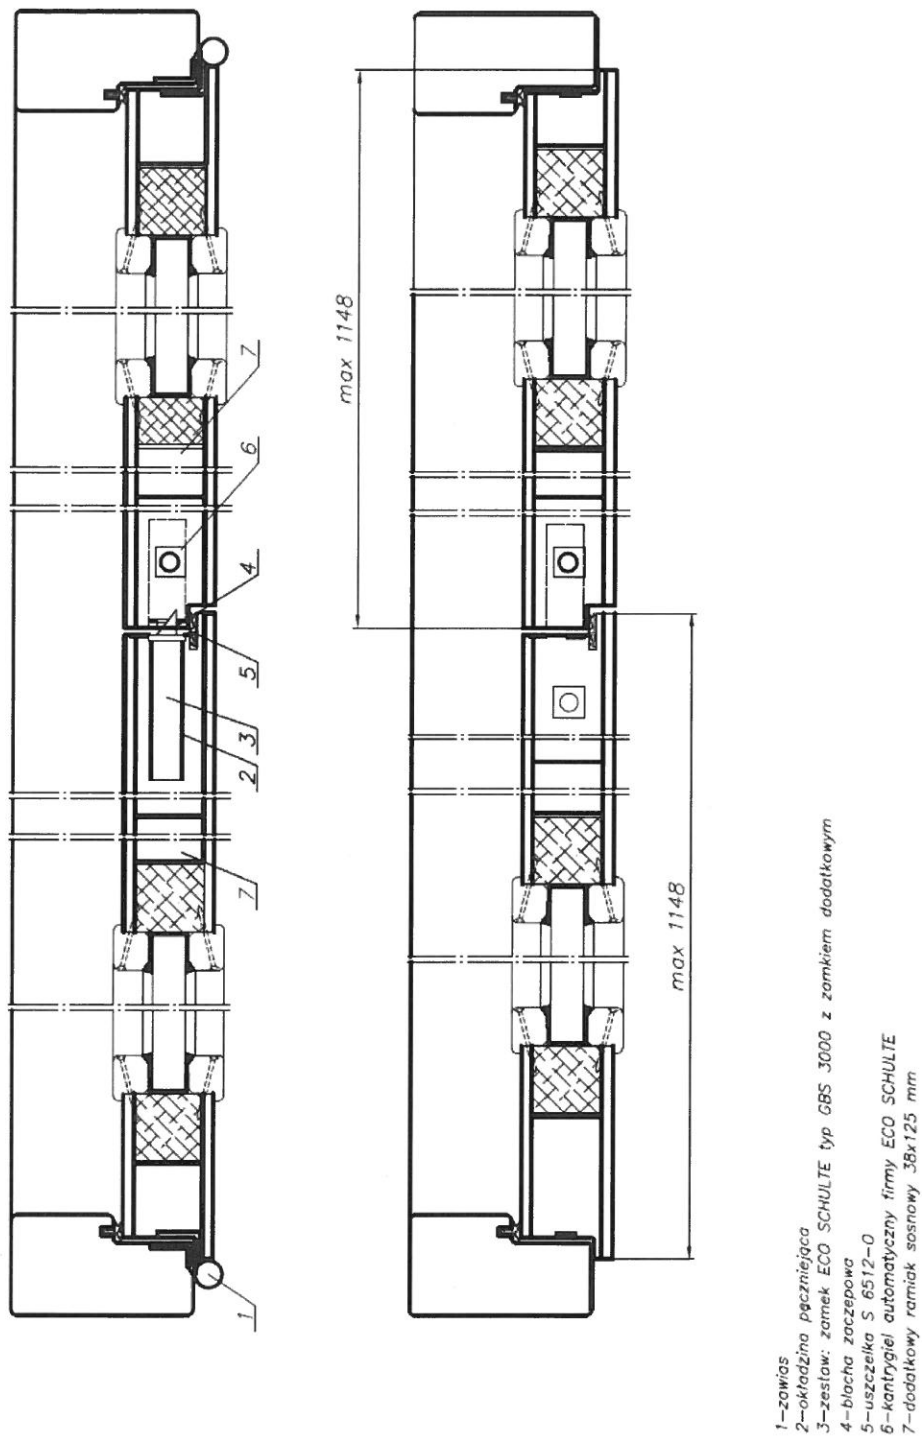 7
6
4
5
3
2
7
1
max 1148
max 1148
1-zawias
2-okładzina pęczniejąca
3-zestaw: zamek ECO SCHULTE typ GBS 3000 z zamkiem dodatkowym
4-blacha zaczepowa
5-uszczelka S 6512-0
6-kantrygiel automatyczny firmy ECO SCHULTE
7-dodatkowy ramiak sosnowy 38x125 mm